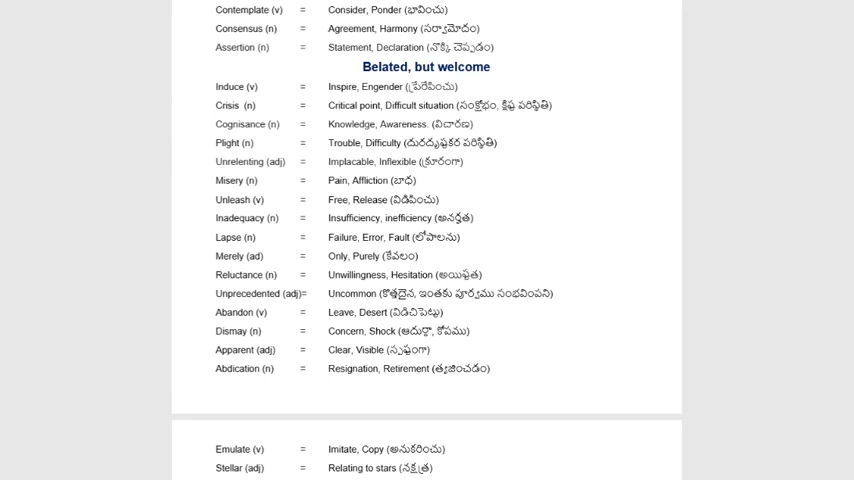 Contemplate (v) = Consider, Ponder (భావించు)
Consensus (n) = Agreement, Harmony (సర్వామోదం)
Assertion (n) = Statement, Declaration (నొక్కి చెప్పడం)
Belated, but welcome
Induce (v) = Inspire, Engender (ప్రేరేపించు)
Crisis (n) = Critical point, Difficult situation (సంక్షోభం, క్లిష్ట పరిస్థితి)
Cognisance (n) = Knowledge, Awareness. (విచారణ)
Plight (n) = Trouble, Difficulty (దురదృష్టకర పరిస్థితి)
Unrelenting (adj) = Implacable, Inflexible (క్రూరంగా)
Misery (n) = Pain, Affliction (బాధ)
Unleash (v) = Free, Release (విడిపించు)
Inadequacy (n) = Insufficiency, inefficiency (అనర్హత)
Lapse (n) = Failure, Error, Fault (లోపాలను)
Merely (ad) = Only, Purely (కేవలం)
Reluctance (n) = Unwillingness, Hesitation (అయిష్టత)
Unprecedented (adj)= Uncommon (కొత్తదైన, ఇంతకు పూర్వము సంభవింపని)
Abandon (v) = Leave, Desert (విడిచిపెట్టు)
Dismay (n) = Concern, Shock (ఆదుర్దా, కోపము)
Apparent (adj) = Clear, Visible (స్పష్టంగా)
Abdication (n) = Resignation, Retirement (త్యజించడం)
Emulate (v) = Imitate, Copy (అనుకరించు)
Stellar (adj) = Relating to stars (నక్షత్ర)